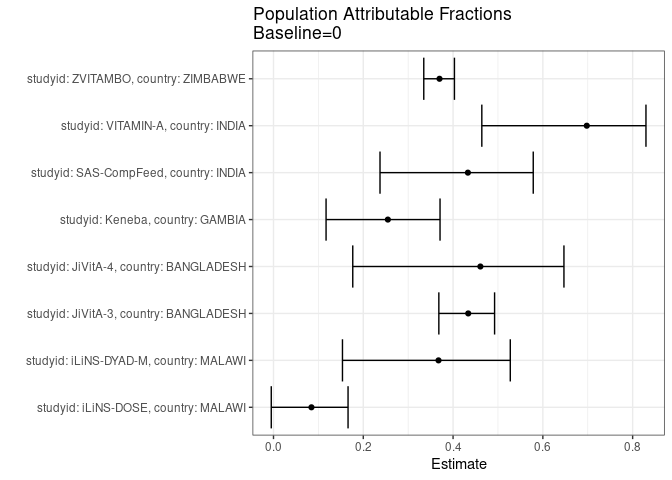 Population Attributable Fractions
Baseline=0
studyid: ZVITAMBO, country: ZIMBABWE
studyid: VITAMIN-A, country: INDIA
studyid: SAS-CompFeed, country: INDIA
studyid: Keneba, country: GAMBIA
studyid: JiVitA-4, country: BANGLADESH
studyid: JiVitA-3, country: BANGLADESH
studyid: iLiNS-DYAD-M, country: MALAWI
studyid: iLiNS-DOSE, country: MALAWI
0.0 0.2 0.4 0.6 0.8
Estimate